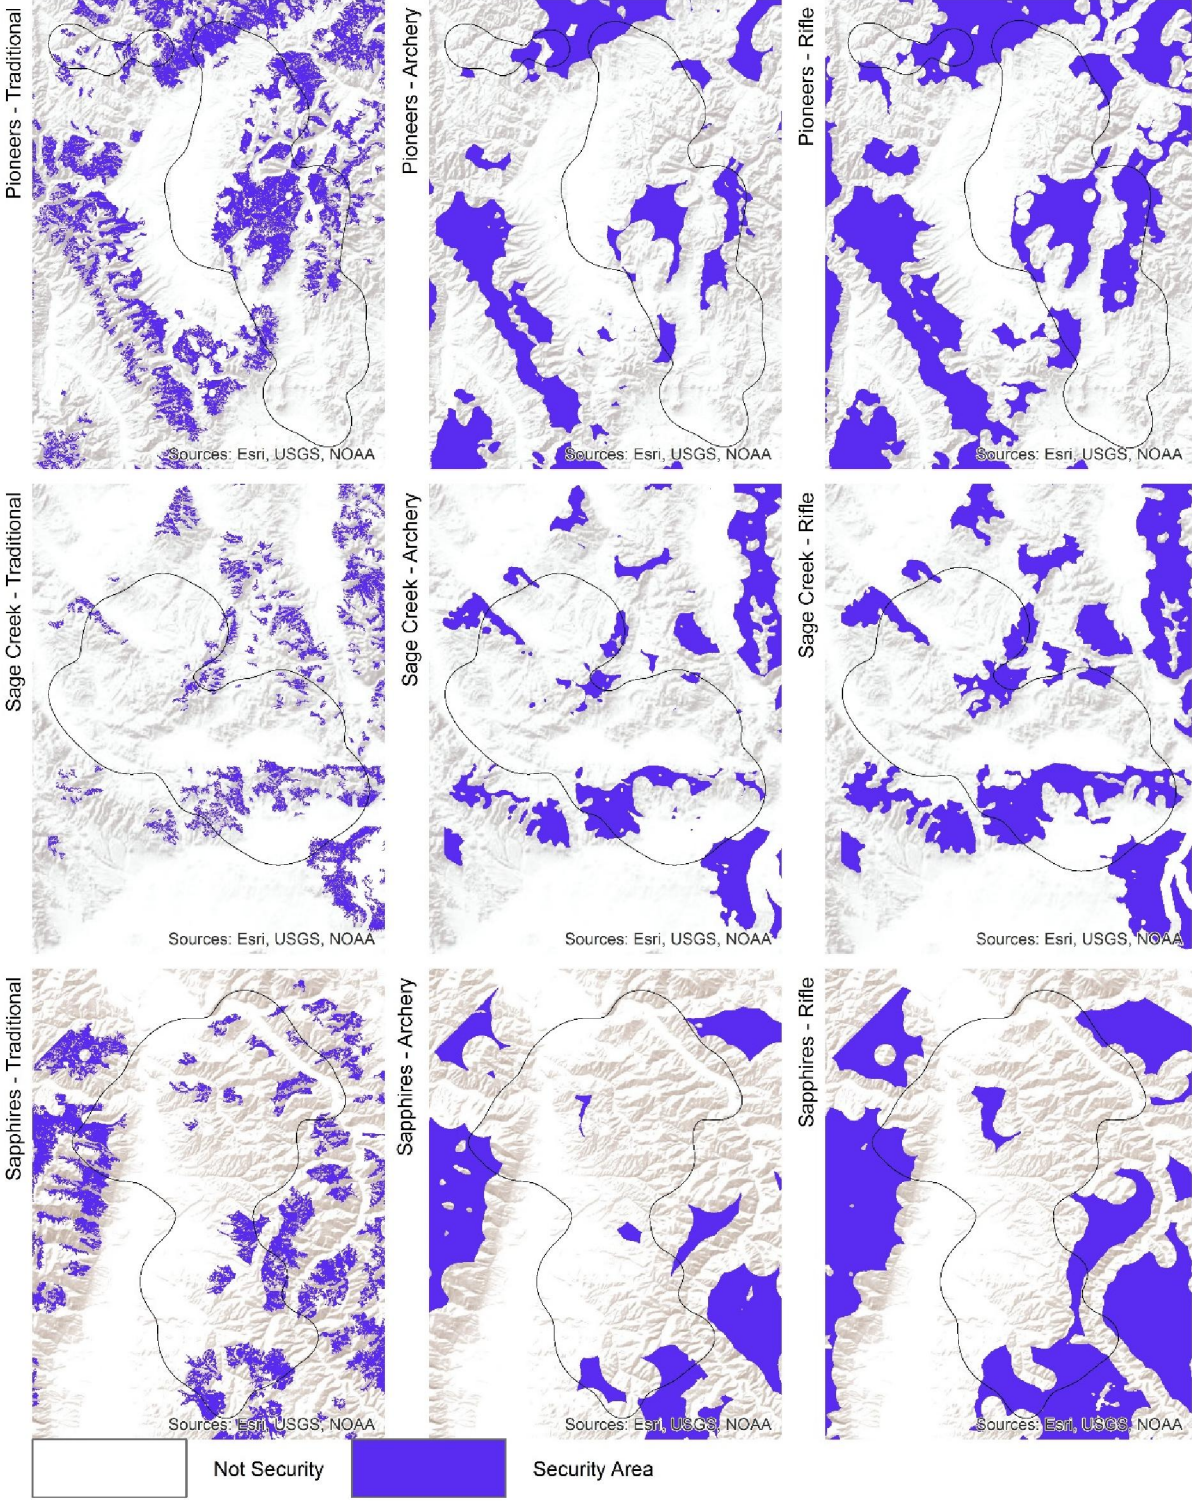 Pioneers - Traditional
Pioneers - Archery
Pioneers - Rifle
Sources: Esri, USGS, NOAA
Sources: Esri, USGS, NOAA
Sources: Esri, USGS, NOAA
Sage Creek - Traditional
Sage Creek - Archery
Sage Creek - Rifle
Sources: Esri, USGS, NOAA
Sources: Esri, USGS, NOAA
Sources: Esri, USGS, NOAA
Sapphires - Traditional
Sapphires - Archery
Sapphires - Rifle
Sources: Esri, USGS, NOAA
Sources: Esri, USGS, NOAA
Sources: Esri, USGS, NOAA
Not Security
Security Area